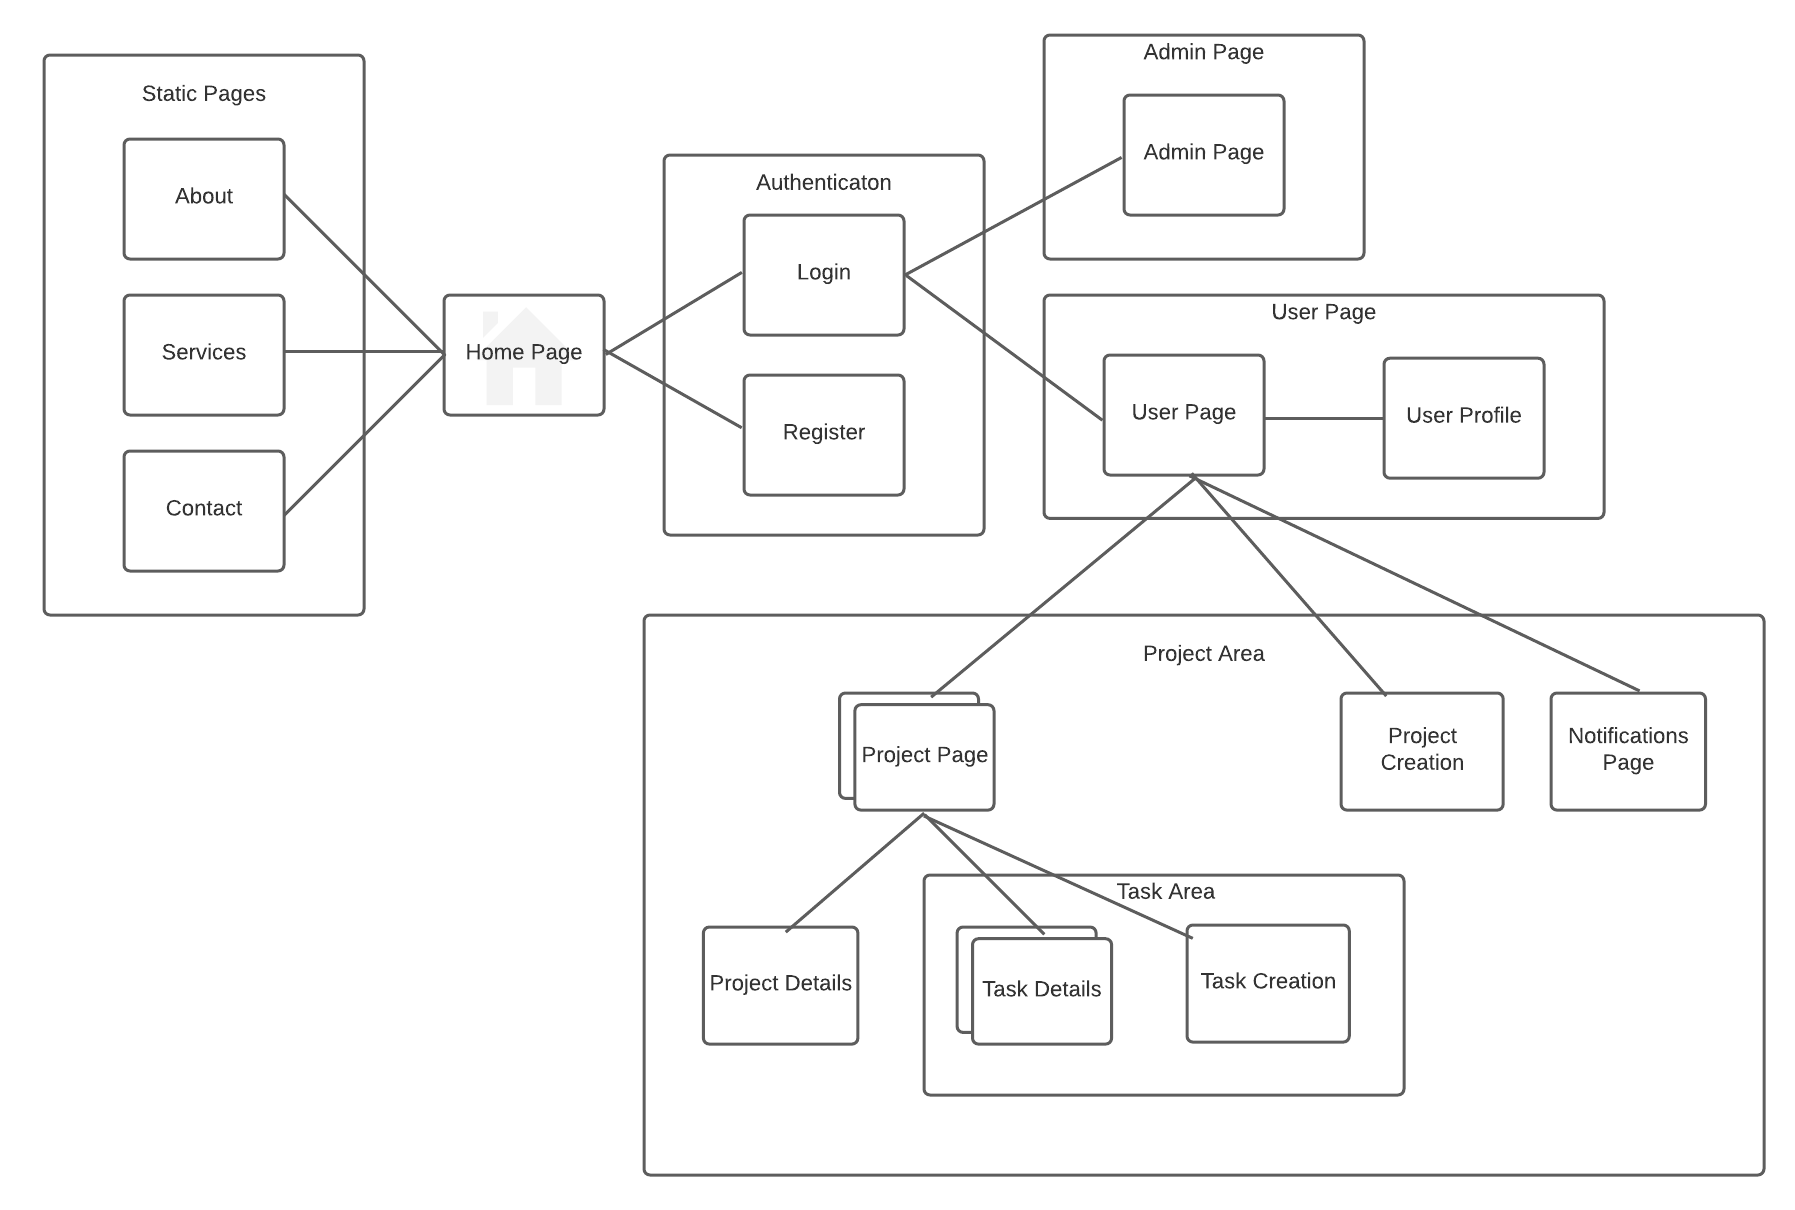 Static Pages
About
Services
Contact
Home Page
Authenticaton
Login
Register
Admin Page
Admin Page
User Page
User Page
User Profile
Project Area
Project Page
Project
Creation
Notifications
Page
Project Details
Task Area
Task Details
Task Creation